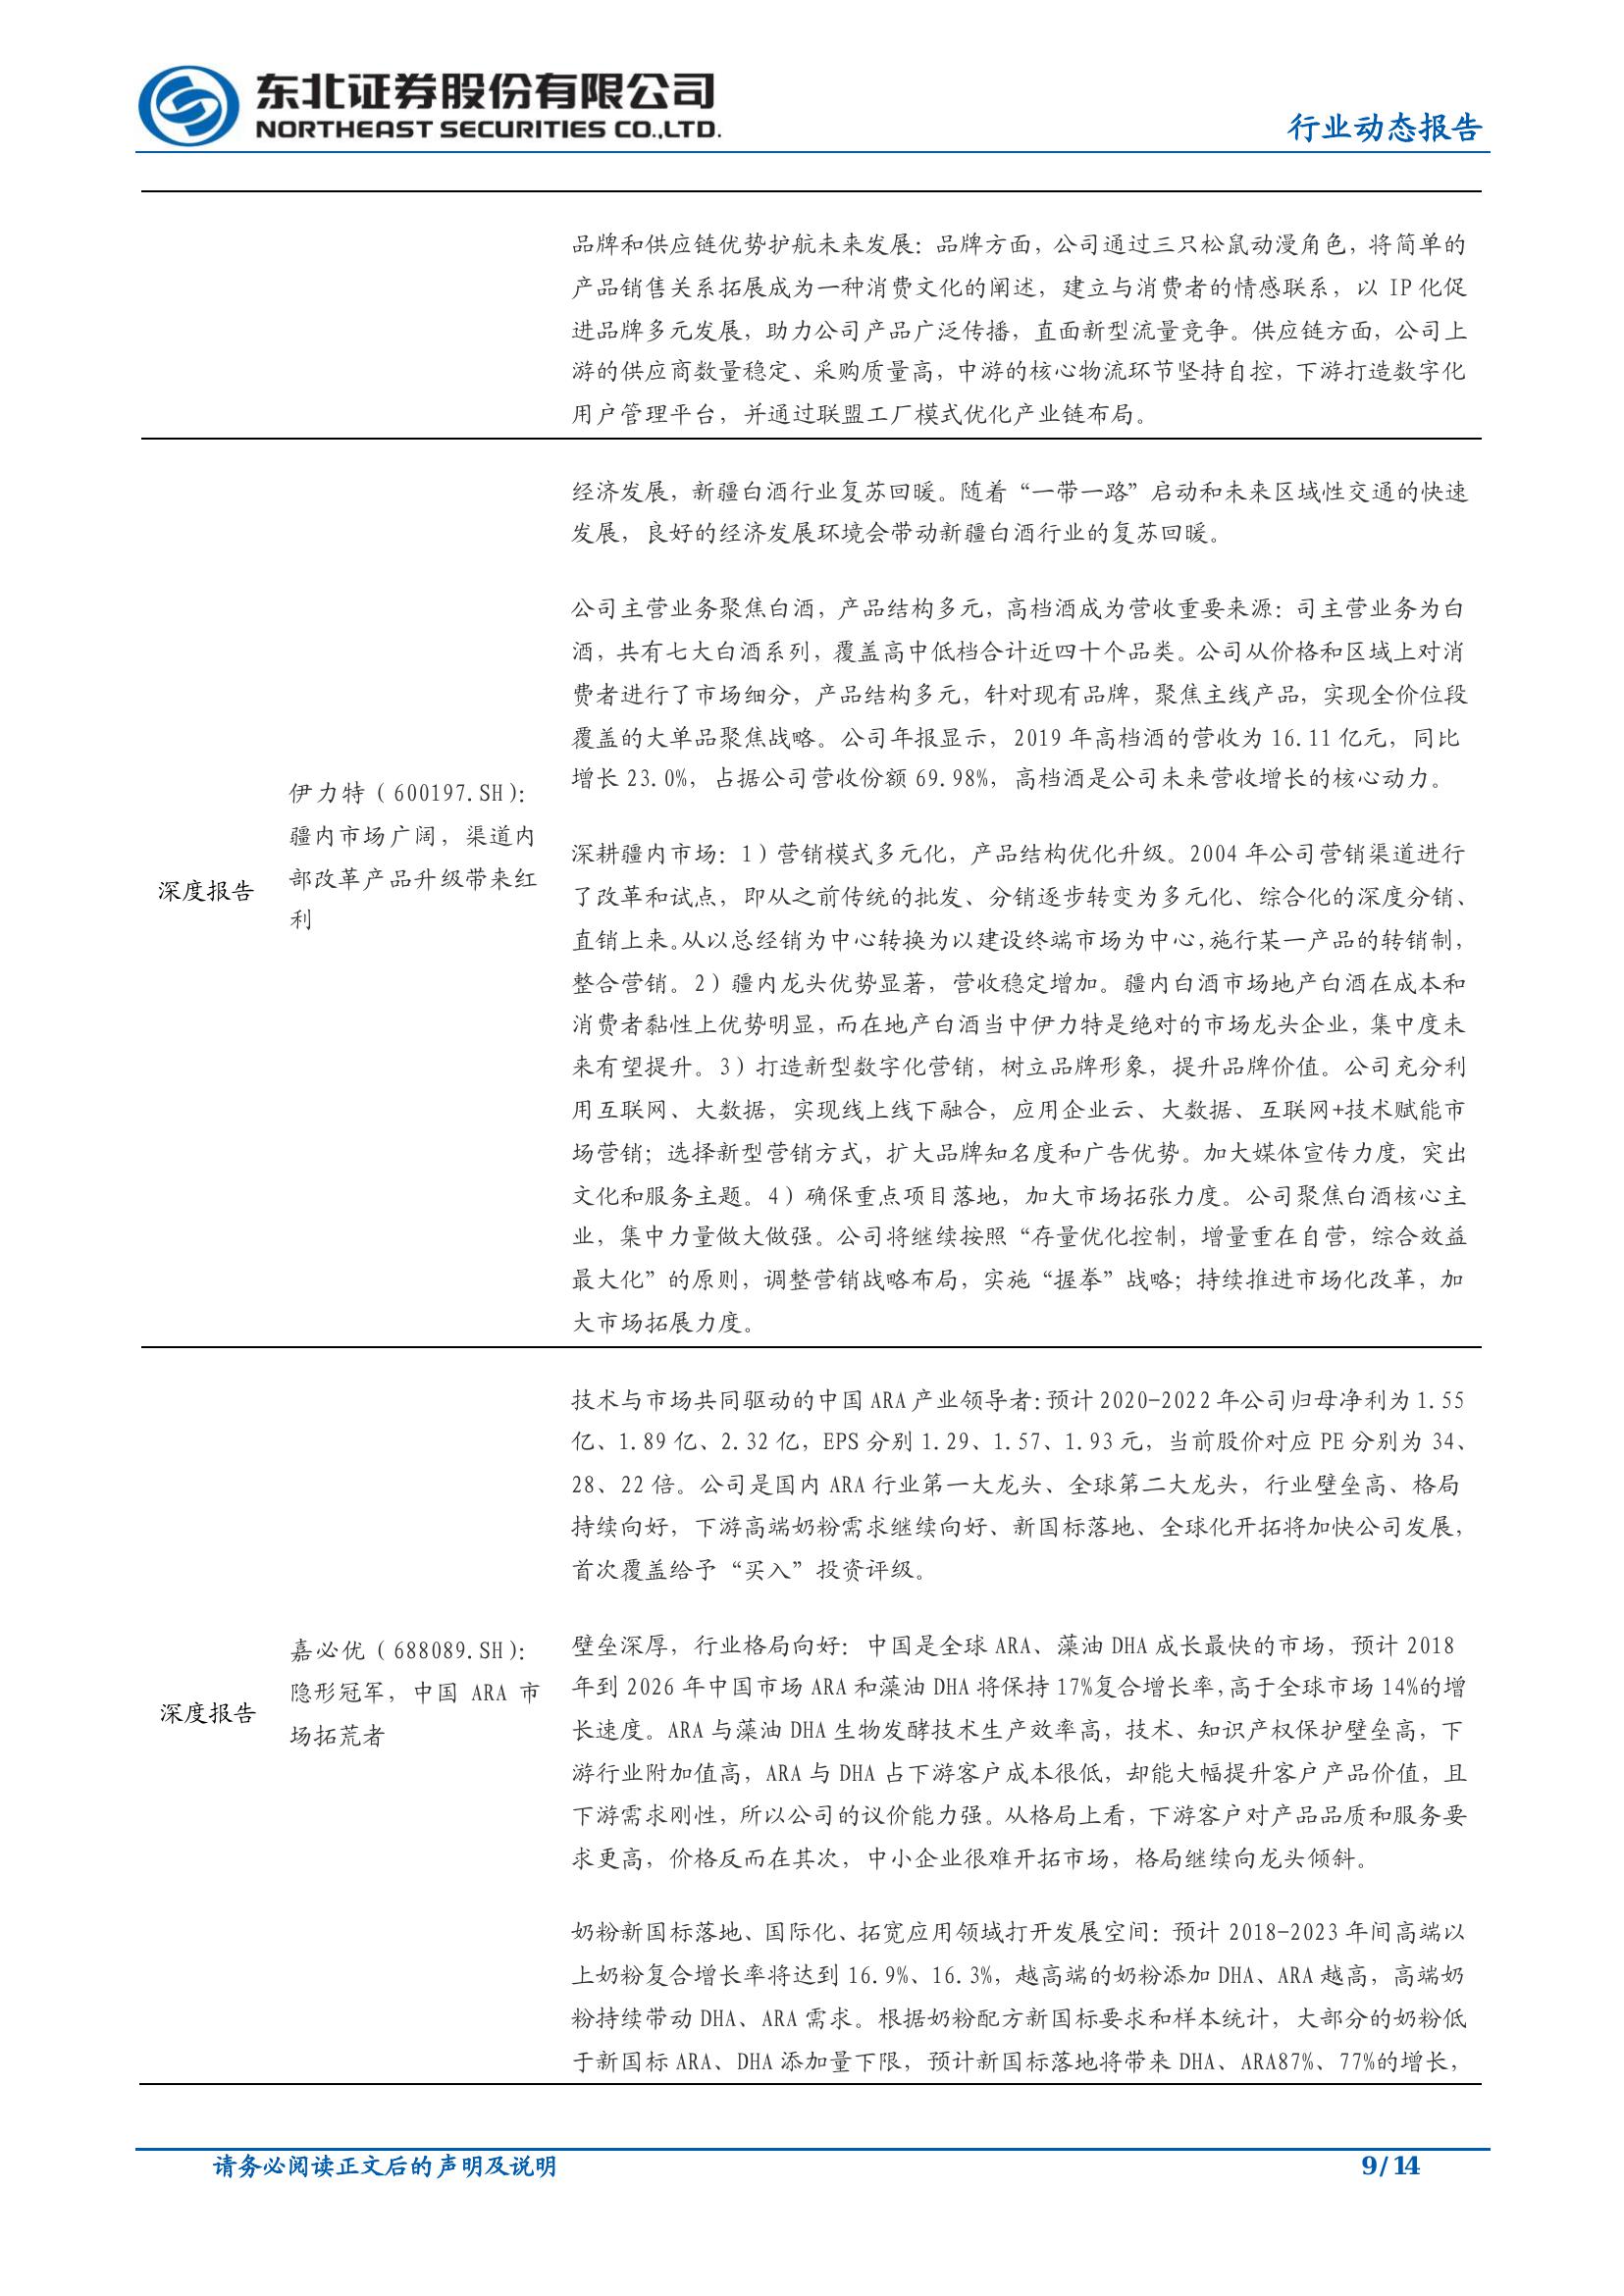 东北证券股份有限公司
NORTHEAST SECURITIES CO.,LTD.
行业动态报告
品牌和供应链优势护航未来发展：品牌方面，公司通过三只松鼠动漫角色，将简单的
产品销售关系拓展成为一种消费文化的阐述，建立与消费者的情感联系，以 IP 化促
进品牌多元发展，助力公司产品广泛传播，直面新型流量竞争。供应链方面，公司上
游的供应商数量稳定、采购质量高，中游的核心物流环节坚持自控，下游打造数字化
用户管理平台，并通过联盟工厂模式优化产业链布局。
深度报告
伊力特（600197.SH）：
疆内市场广阔，渠道内
部改革产品升级带来红
利
经济发展，新疆白酒行业复苏回暖。随着“一带一路”启动和未来区域性交通的快速
发展，良好的经济发展环境会带动新疆白酒行业的复苏回暖。
公司主营业务聚焦白酒，产品结构多元，高档酒成为营收重要来源：司主营业务为白
酒，共有七大白酒系列，覆盖高中低档合计近四十个品类。公司从价格和区域上对消
费者进行了市场细分，产品结构多元，针对现有品牌，聚焦主线产品，实现全价位段
覆盖的大单品聚焦战略。公司年报显示，2019 年高档酒的营收为 16.11 亿元，同比
增长 23.0%，占据公司营收份额 69.98%，高档酒是公司未来营收增长的核心动力。
深耕疆内市场：1）营销模式多元化，产品结构优化升级。2004 年公司营销渠道进行
了改革和试点，即从之前传统的批发、分销逐步转变为多元化、综合化的深度分销、
直销上来。从以总经销为中心转换为以建设终端市场为中心，施行某一产品的转销制，
整合营销。2）疆内龙头优势显著，营收稳定增加。疆内白酒市场地产白酒在成本和
消费者黏性上优势明显，而在地产白酒当中伊力特是绝对的市场龙头企业，集中度未
来有望提升。3）打造新型数字化营销，树立品牌形象，提升品牌价值。公司充分利
用互联网、大数据，实现线上线下融合，应用企业云、大数据、互联网+技术赋能市
场营销；选择新型营销方式，扩大品牌知名度和广告优势。加大媒体宣传力度，突出
文化和服务主题。4）确保重点项目落地，加大市场拓张力度。公司聚焦白酒核心主
业，集中力量做大做强。公司将继续按照“存量优化控制，增量重在自营，综合效益
最大化”的原则，调整营销战略布局，实施“握拳”战略；持续推进市场化改革，加
大市场拓展力度。
深度报告
嘉必优（688089.SH）：
隐形冠军，中国 ARA 市
场拓荒者
技术与市场共同驱动的中国 ARA 产业领导者：预计 2020-2022 年公司归母净利为 1.55
亿、1.89 亿、2.32 亿，EPS 分别 1.29、1.57、1.93 元，当前股价对应 PE 分别为 34、
28、22 倍。公司是国内 ARA 行业第一大龙头、全球第二大龙头，行业壁垒高、格局
持续向好，下游高端奶粉需求继续向好、新国标落地、全球化开拓将加快公司发展，
首次覆盖给予“买入”投资评级。
壁垒深厚，行业格局向好：中国是全球 ARA、藻油 DHA 成长最快的市场，预计 2018
年到 2026 年中国市场 ARA 和藻油 DHA 将保持 17%复合增长率，高于全球市场 14%的增
长速度。ARA 与藻油 DHA 生物发酵技术生产效率高，技术、知识产权保护壁垒高，下
游行业附加值高，ARA 与 DHA 占下游客户成本很低，却能大幅提升客户产品价值，且
下游需求刚性，所以公司的议价能力强。从格局上看，下游客户对产品品质和服务要
求更高，价格反而在其次，中小企业很难开拓市场，格局继续向龙头倾斜。
奶粉新国标落地、国际化、拓宽应用领域打开发展空间：预计 2018-2023 年间高端以
上奶粉复合增长率将达到 16.9%、16.3%，越高端的奶粉添加 DHA、ARA 越高，高端奶
粉持续带动 DHA、ARA 需求。根据奶粉配方新国标要求和样本统计，大部分的奶粉低
于新国标 ARA、DHA 添加量下限，预计新国标落地将带来 DHA、ARA87%、77%的增长，
请务必阅读正文后的声明及说明
9/14